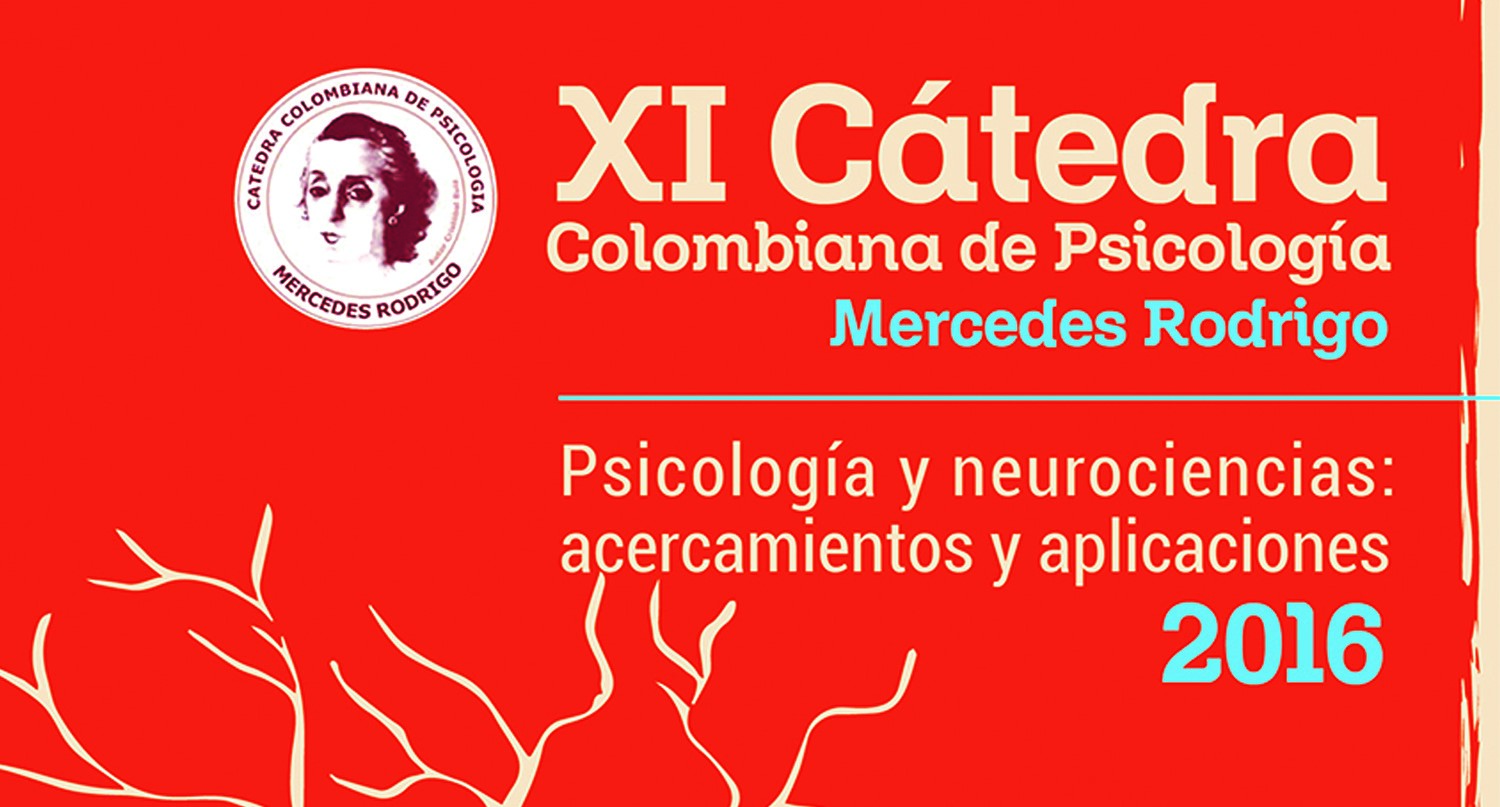 CATEDRA COLOMBIANA DE PSICOLOGIA
MERCEDES RODRIGO
XI Cátedra
Colombiana de Psicología
Mercedes Rodrigo
Psicología y neurociencias:
acercamientos y aplicaciones
2016